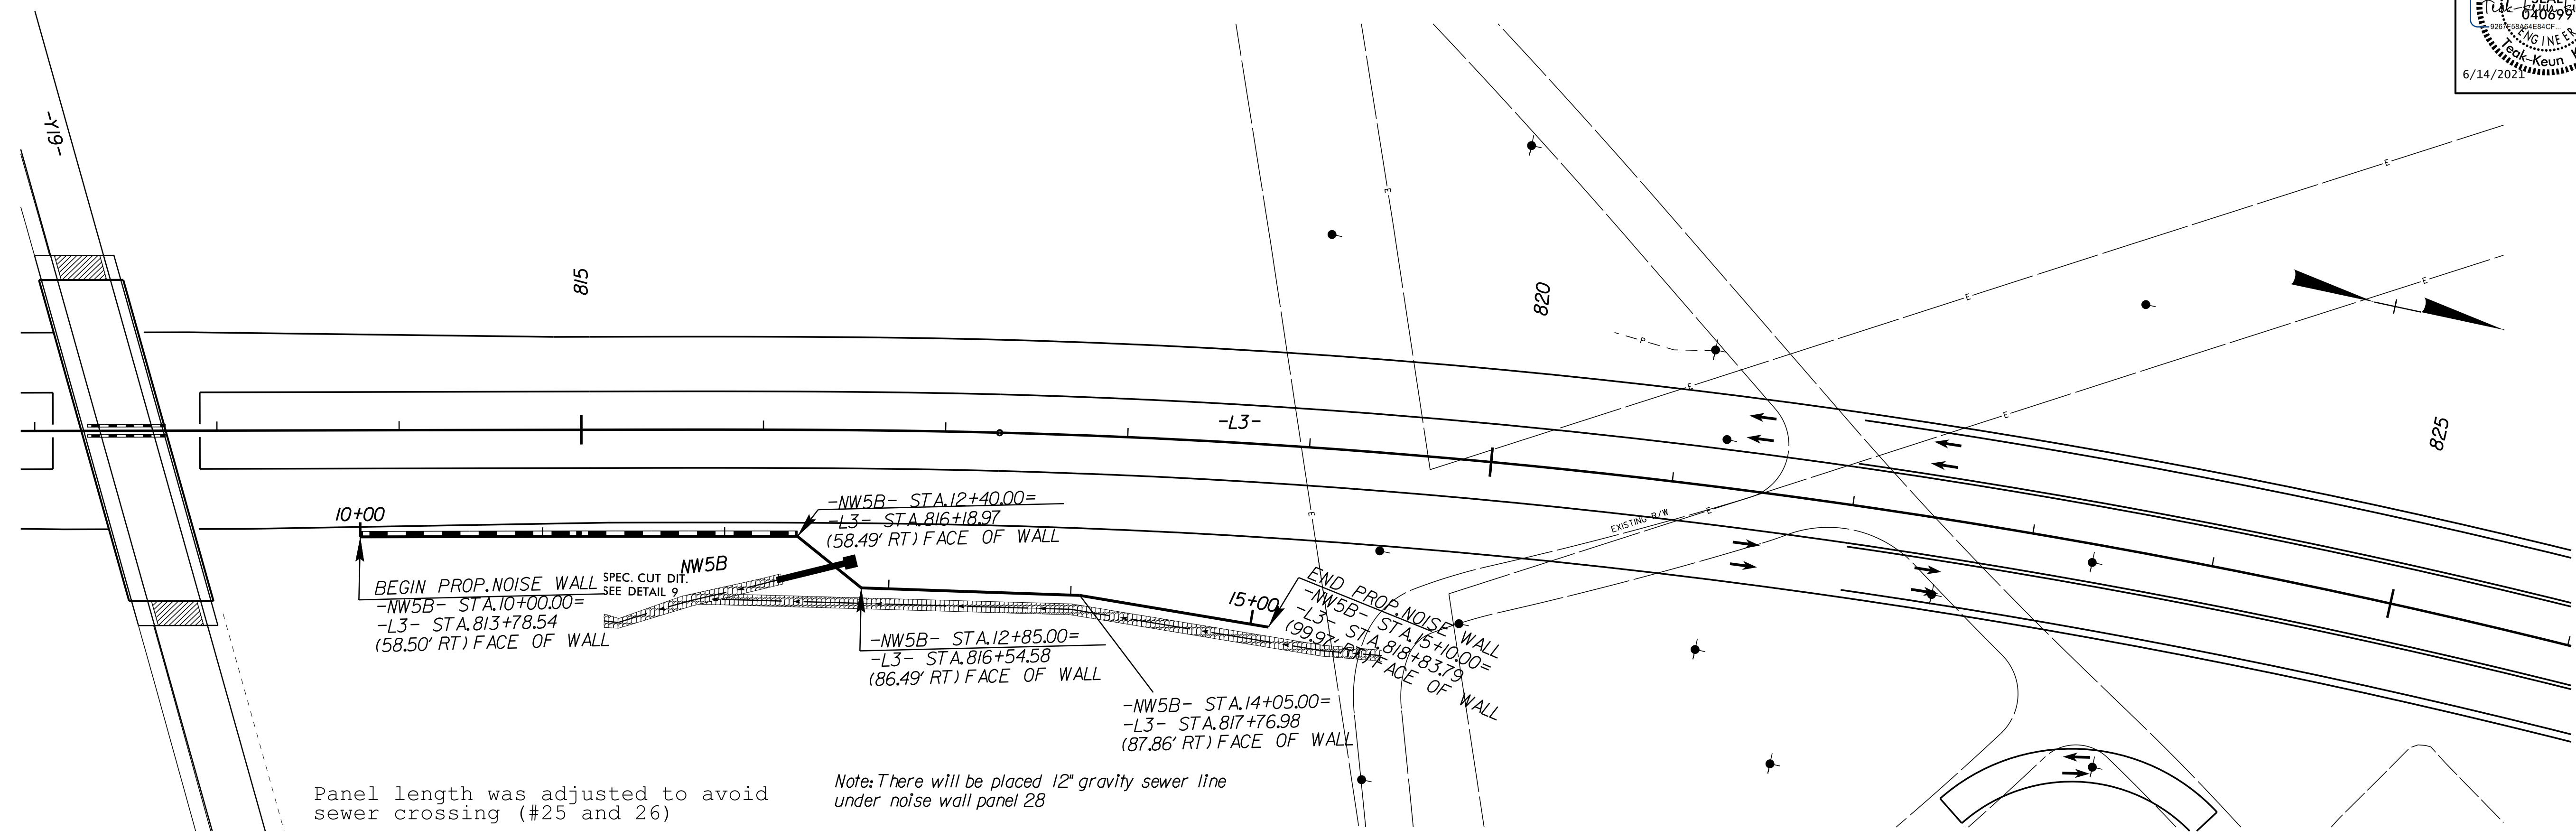 SEAL
040699
9267F58A64E84CF...
ENGINEER
Teak-Keun
6/14/2021
-Y19-
815
820
825
-L3-
E
E
E
E
E
E
E
E
E
P
EXISTING R/W
10+00
-NW5B- STA.12+40.00=
-L3- STA.816+18.97
(58.49' RT) FACE OF WALL
NW5B
SPEC. CUT DIT.
SEE DETAIL 9
BEGIN PROP. NOISE WALL
-NW5B- STA.10+00.00=
-L3- STA.813+78.54
(58.50' RT) FACE OF WALL
-NW5B- STA.12+85.00=
-L3- STA.816+54.58
(86.49' RT) FACE OF WALL
15+00
END PROP. NOISE WALL
-NW5B- STA.15+10.00=
-L3- STA.818+83.79
(99.97' RT) FACE OF WALL
-NW5B- STA.14+05.00=
-L3- STA.817+76.98
(87.86' RT) FACE OF WALL
Panel length was adjusted to avoid
sewer crossing (#25 and 26)
Note: There will be placed 12" gravity sewer line
under noise wall panel 28